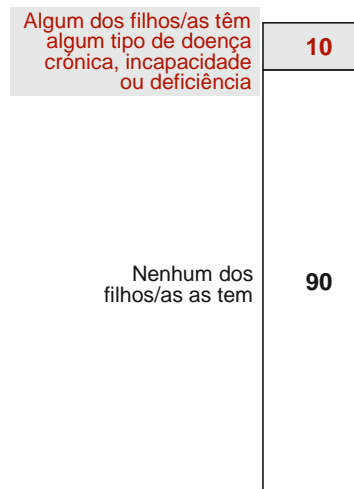 Algum dos filhos/as têm
algum tipo de doença
crónica, incapacidade
ou deficiência
10
Nenhum dos
filhos/as as tem
90